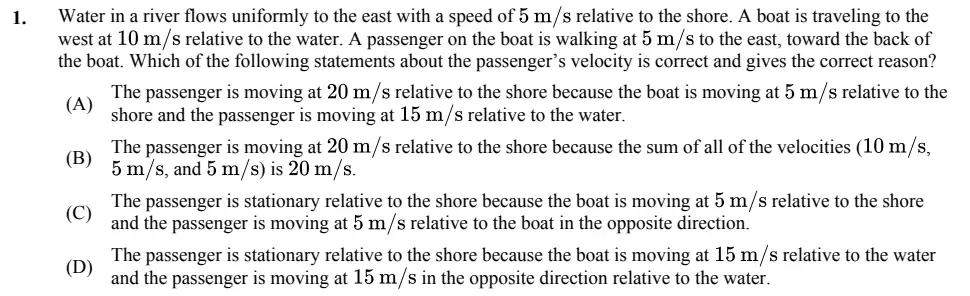 1. Water in a river flows uniformly to the east with a speed of 5 m/s relative to the shore. A boat is traveling to the
west at 10 m/s relative to the water. A passenger on the boat is walking at 5 m/s to the east, toward the back of
the boat. Which of the following statements about the passenger's velocity is correct and gives the correct reason?
(A) The passenger is moving at 20 m/s relative to the shore because the boat is moving at 5 m/s relative to the
shore and the passenger is moving at 15 m/s relative to the water.
(B) The passenger is moving at 20 m/s relative to the shore because the sum of all of the velocities (10 m/s,
5 m/s, and 5 m/s) is 20 m/s.
(C) The passenger is stationary relative to the shore because the boat is moving at 5 m/s relative to the shore
and the passenger is moving at 5 m/s relative to the boat in the opposite direction.
(D) The passenger is stationary relative to the shore because the boat is moving at 15 m/s relative to the water
and the passenger is moving at 15 m/s in the opposite direction relative to the water.